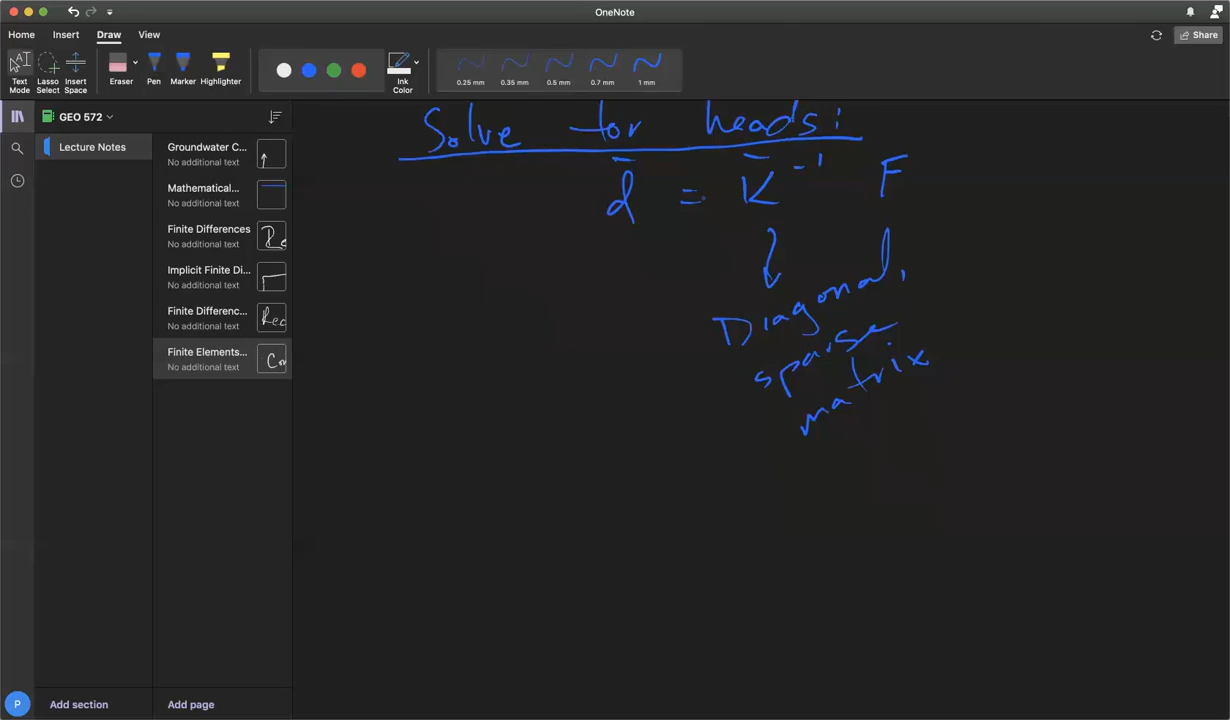 OneNote
Home Insert Draw View
Share
Text Mode
Lasso Select
Insert Space
Eraser
Pen
Marker
Highlighter
Ink Color
0.25 mm 0.35 mm 0.5 mm 0.7 mm 1 mm
GEO 572
Lecture Notes
Groundwater C...
No additional text
Mathematical...
No additional text
Finite Differences
No additional text
Implicit Finite Di...
No additional text
Finite Differenc...
No additional text
Finite Elements...
No additional text
P
Add section
Add page
Solve for heads:
d̄ = K̄⁻¹ F
Diagonal,
sparse
matrix